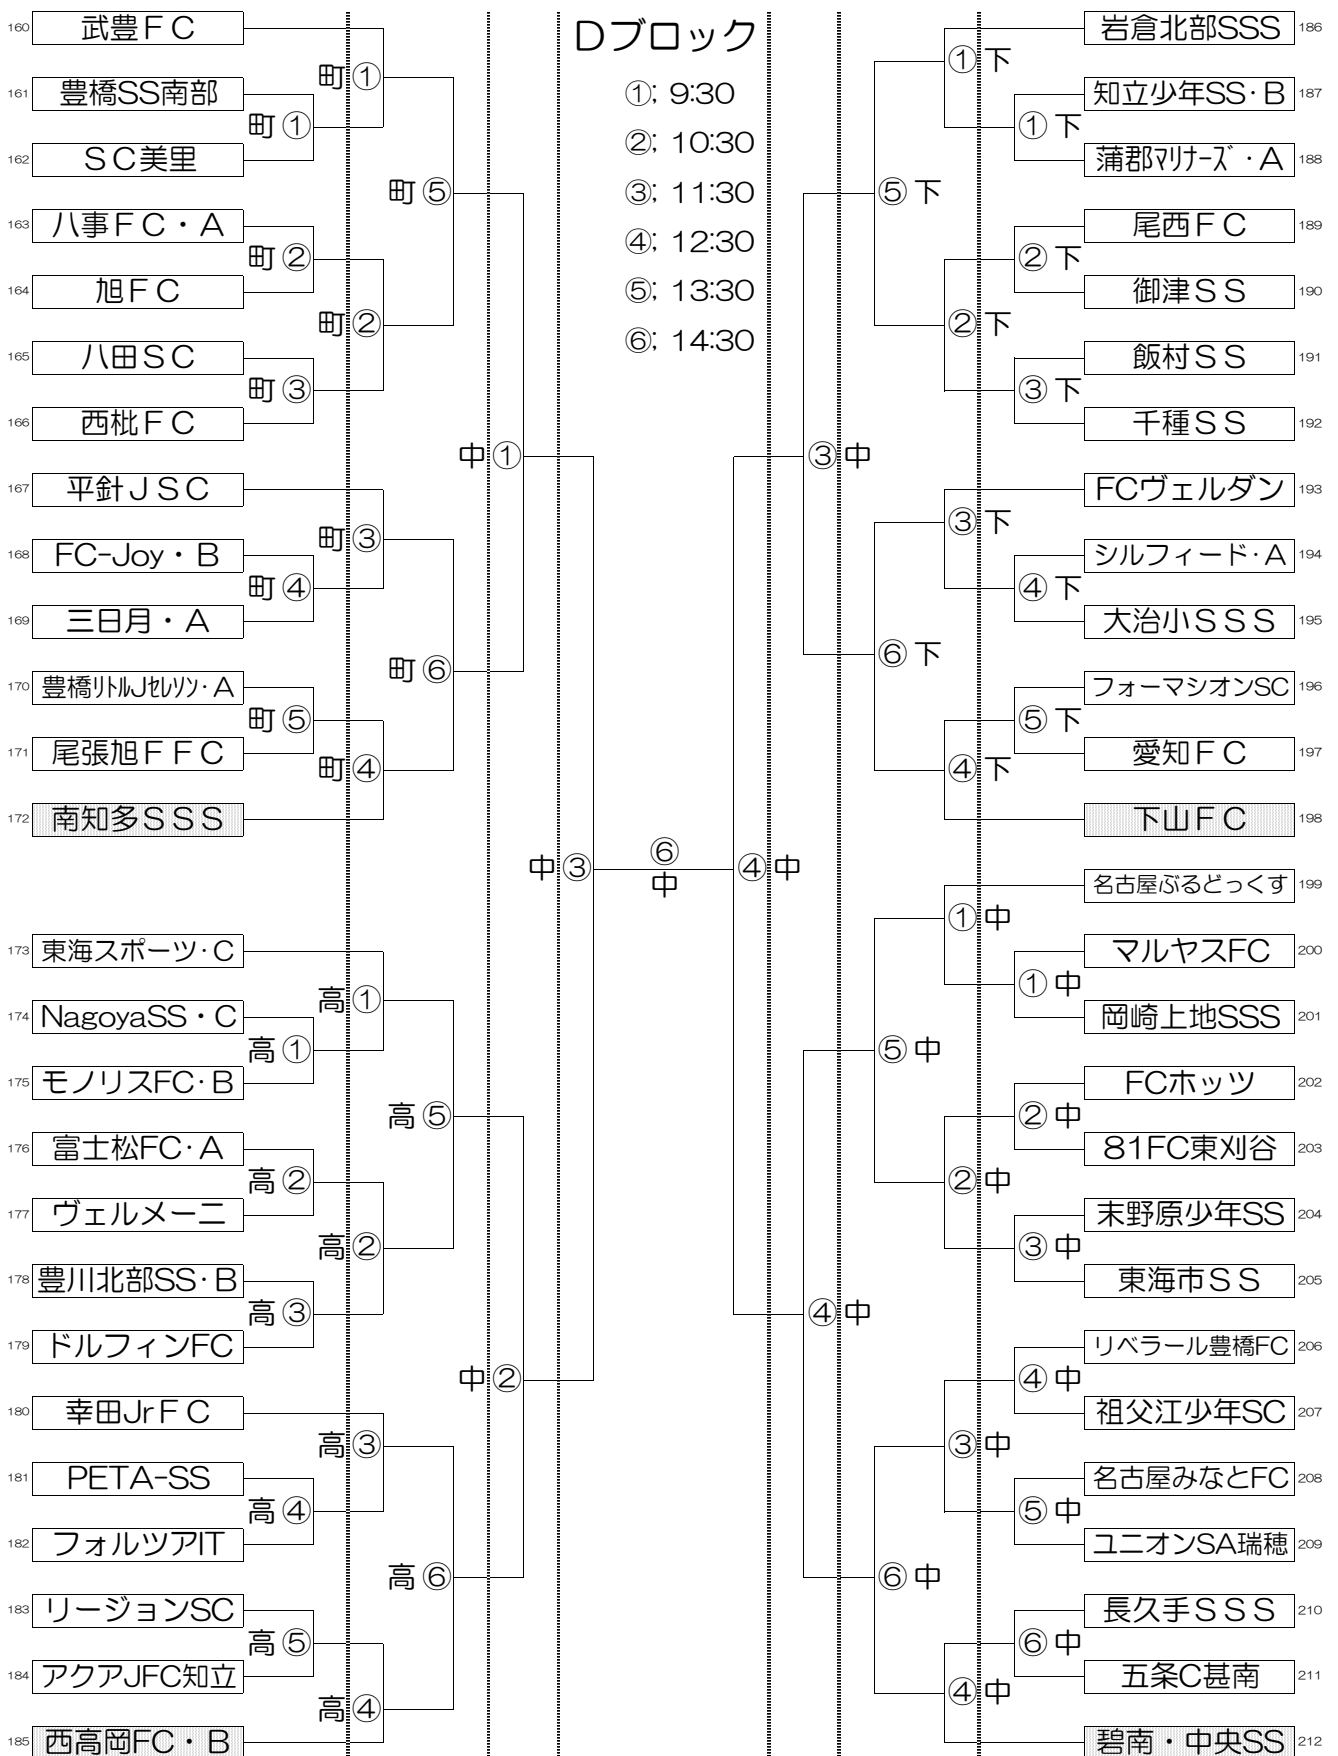 Dブロック
①; 9:30
②; 10:30
③; 11:30
④; 12:30
⑤; 13:30
⑥; 14:30
160 武豊ＦＣ
町①
161 豊橋SS南部
町①
162 ＳＣ美里
町⑤
163 八事ＦＣ・Ａ
町②
164 旭ＦＣ
町②
165 八田ＳＣ
町③
166 西枇ＦＣ
中①
167 平針ＪＳＣ
町③
168 FC-Joy・B
町④
169 三日月・Ａ
町⑥
170 豊橋ﾘﾄﾙJｾﾚｿﾝ・A
町⑤
171 尾張旭ＦＦＣ
町④
172 南知多ＳＳＳ
中③
173 東海スポーツ・C
高①
174 NagoyaSS・C
高①
175 モノリスFC・B
高⑤
176 富士松FC・A
高②
177 ヴェルメーニ
高②
178 豊川北部SS・B
高③
179 ドルフィンFC
中②
180 幸田JrＦＣ
高③
181 PETA-SS
高④
182 フォルツアIT
高⑥
183 リージョンSC
高⑤
184 アクアJFC知立
高④
185 西高岡FC・B
⑥
中
岩倉北部SSS 186
①下
知立少年SS・B 187
①下
蒲郡ﾏﾘﾅｰｽﾞ・A 188
⑤下
尾西ＦＣ 189
②下
御津ＳＳ 190
②下
飯村ＳＳ 191
③下
千種ＳＳ 192
③中
FCヴェルダン 193
③下
シルフィード・A 194
④下
大治小ＳＳＳ 195
⑥下
フォーマシオンSC 196
⑤下
愛知ＦＣ 197
④下
下山ＦＣ 198
④中
名古屋ぶるどっくす 199
①中
マルヤスFC 200
①中
岡崎上地SSS 201
⑤中
FCホッツ 202
②中
81FC東刈谷 203
②中
末野原少年SS 204
③中
東海市ＳＳ 205
④中
リベラール豊橋FC 206
④中
祖父江少年SC 207
③中
名古屋みなとFC 208
⑤中
ユニオンSA瑞穂 209
⑥中
長久手ＳＳＳ 210
⑥中
五条C甚南 211
④中
碧南・中央SS 212